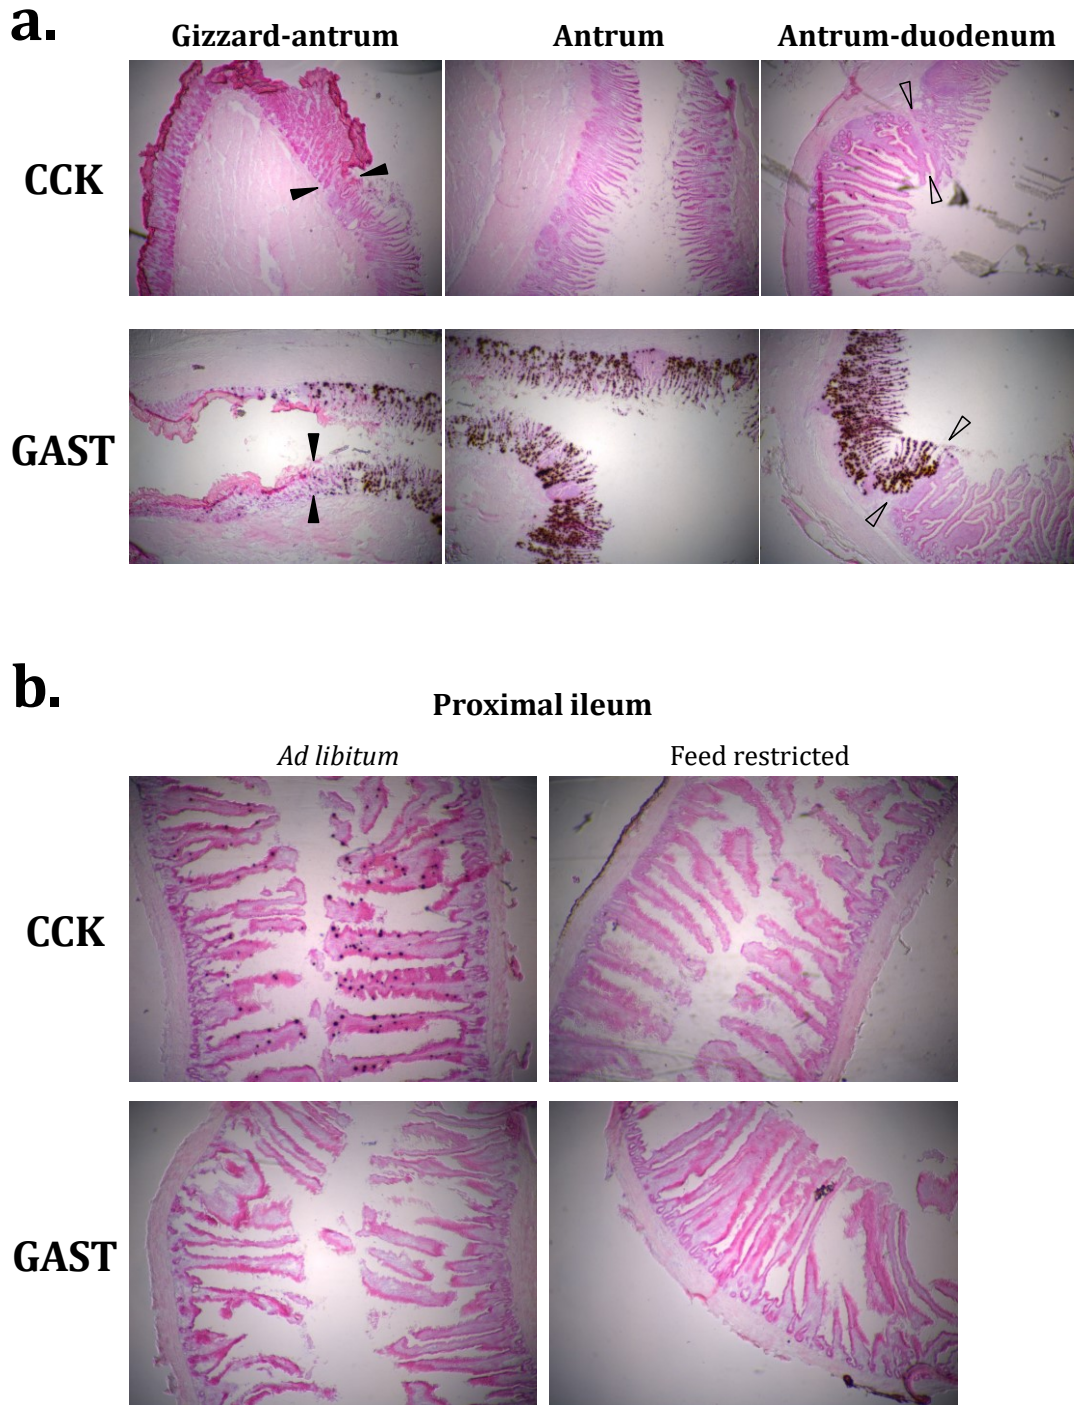 a.
Gizzard-antrum Antrum Antrum-duodenum
CCK
GAST
b.
Proximal ileum
Ad libitum Feed restricted
CCK
GAST